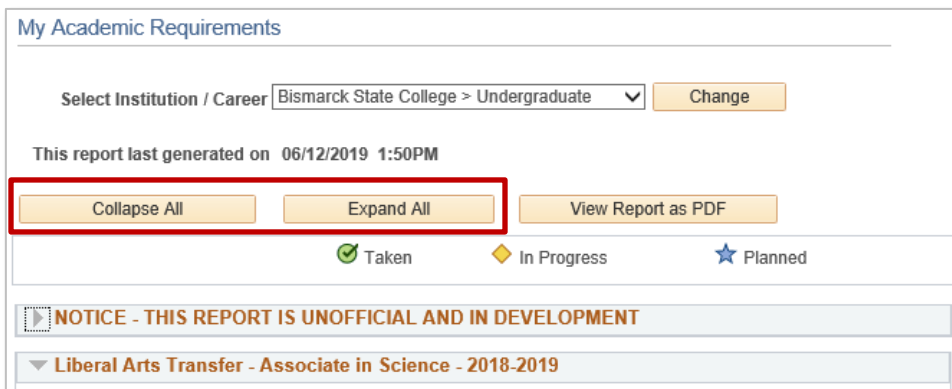 My Academic Requirements
Select Institution / Career Bismarck State College > Undergraduate Change
This report last generated on 06/12/2019 1:50PM
Collapse All Expand All View Report as PDF
Taken In Progress Planned
NOTICE - THIS REPORT IS UNOFFICIAL AND IN DEVELOPMENT
Liberal Arts Transfer - Associate in Science - 2018-2019